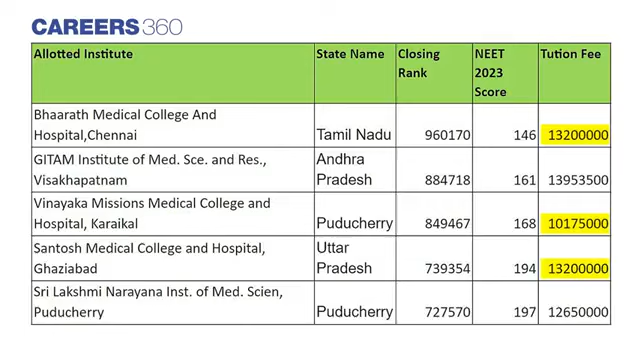 CAREERS360
Allotted Institute State Name Closing Rank NEET 2023 Score Tution Fee
Bhaarath Medical College And
Hospital,Chennai Tamil Nadu 960170 146 13200000
GITAM Institute of Med. Sce. and Res.,
Visakhapatnam Andhra Pradesh 884718 161 13953500
Vinayaka Missions Medical College and
Hospital, Karaikal Puducherry 849467 168 10175000
Santosh Medical College and Hospital,
Ghaziabad Uttar Pradesh 739354 194 13200000
Sri Lakshmi Narayana Inst. of Med. Scien,
Puducherry Puducherry 727570 197 12650000